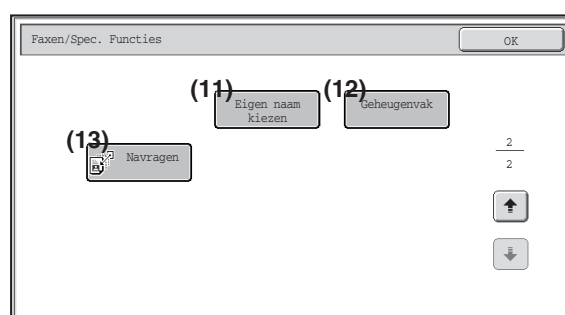 Faxen/Spec. Functies
OK
(11)
Eigen naam
kiezen
(12)
Geheugenvak
(13)
Navragen
2
2